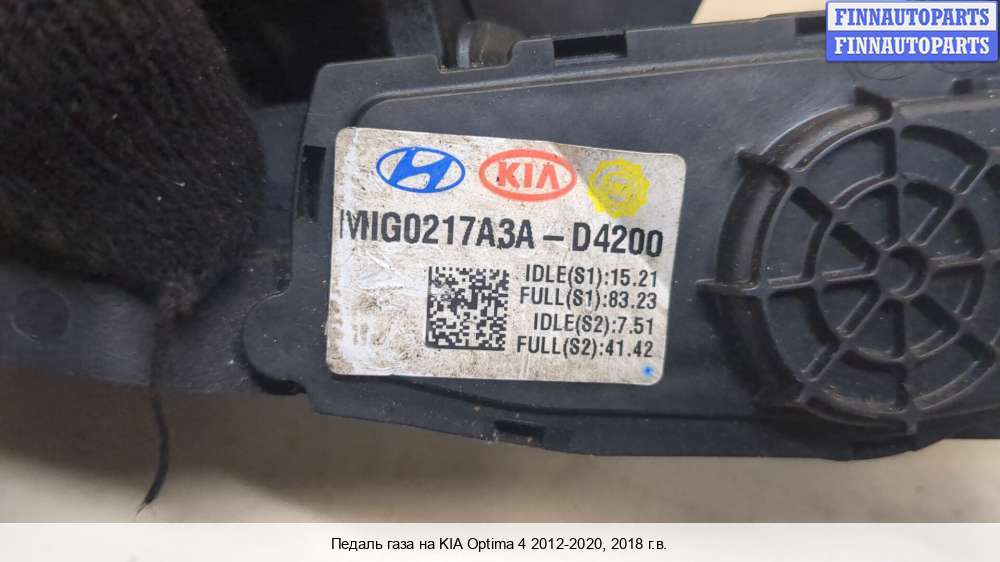 FINNAUTOPARTS
FINNAUTOPARTS
KIA
D4200
IDLE(S1):15.21
FULL(S1):83.23
IDLE(S2):7.51
FULL(S2):41.42
Педаль газа на KIA Optima 4 2012-2020, 2018 г.в.